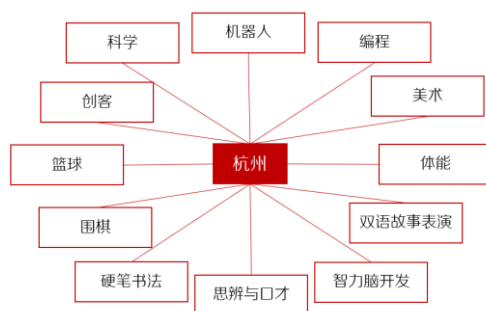 机器人
科学
编程
创客
美术
篮球
杭州
体能
围棋
双语故事表演
硬笔书法
思辨与口才
智力脑开发